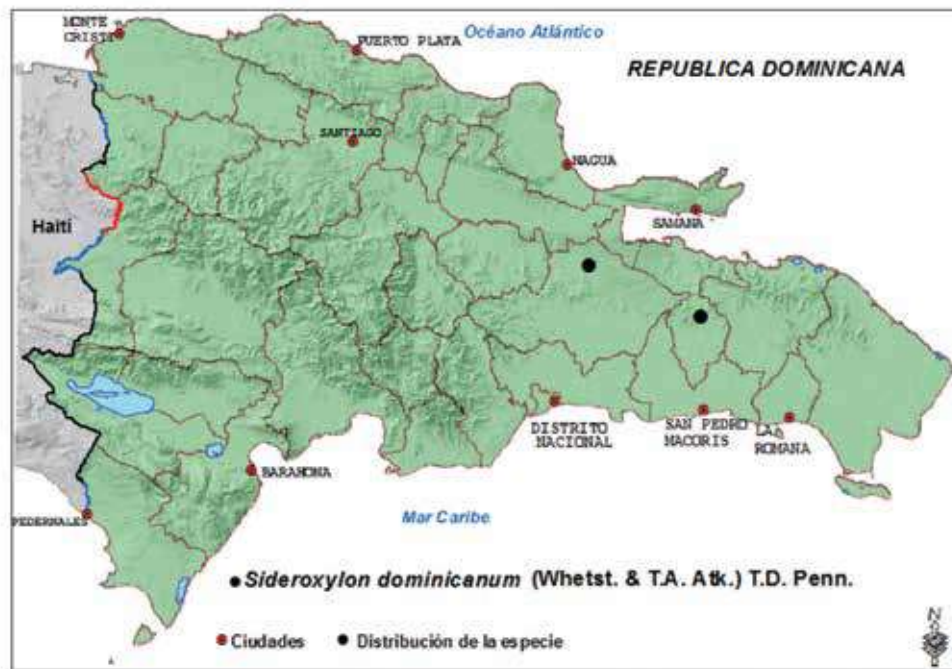 MONTE
CRISTI
PUERTO PLATA
Océano Atlántico
REPUBLICA DOMINICANA
SANTIAGO
NAGUA
Haití
SAMANA
DISTRITO
NACIONAL
SAN PEDRO
MACORIS
LA
ROMANA
BARAHONA
PEDERNALES
Mar Caribe
Sideroxylon dominicanum (Whetst. & T.A. Atk.) T.D. Penn.
Ciudades
Distribución de la especie
N